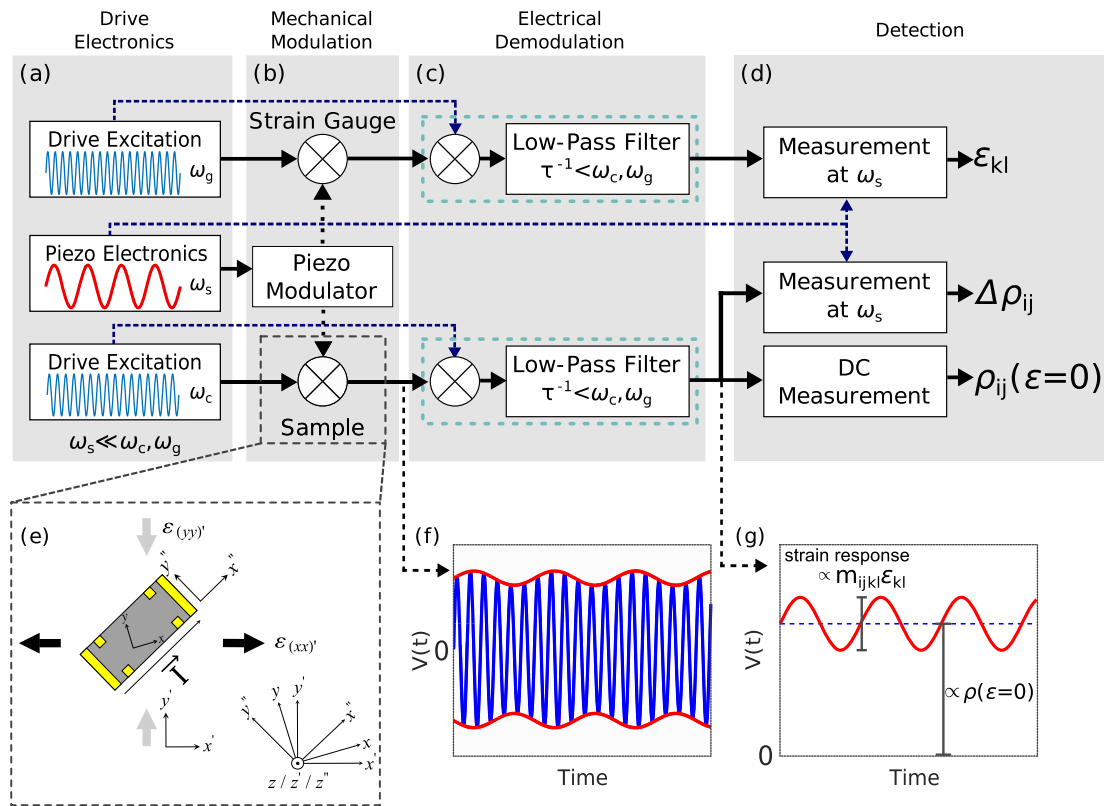 Drive
Electronics
Mechanical
Modulation
Electrical
Demodulation
Detection
(a)
(b)
(c)
(d)
Drive Excitation
ω_g
Strain Gauge
Low-Pass Filter
τ⁻¹<ω_c,ω_g
Measurement
at ω_s
ε_kl
Piezo Electronics
ω_s
Piezo
Modulator
Measurement
at ω_s
Δρ_ij
Drive Excitation
ω_c
Sample
Low-Pass Filter
τ⁻¹<ω_c,ω_g
DC
Measurement
ρ_ij(ε=0)
ω_s≪ω_c,ω_g
(e)
ε_(yy)'
y''
x''
y
x
ε_(xx)'
I
y'
x'
y''
y
y'
x''
x
x'
z / z' / z''
(f)
V(t)
0
Time
(g)
strain response
∝m_ijklε_kl
V(t)
∝ρ(ε=0)
0
Time